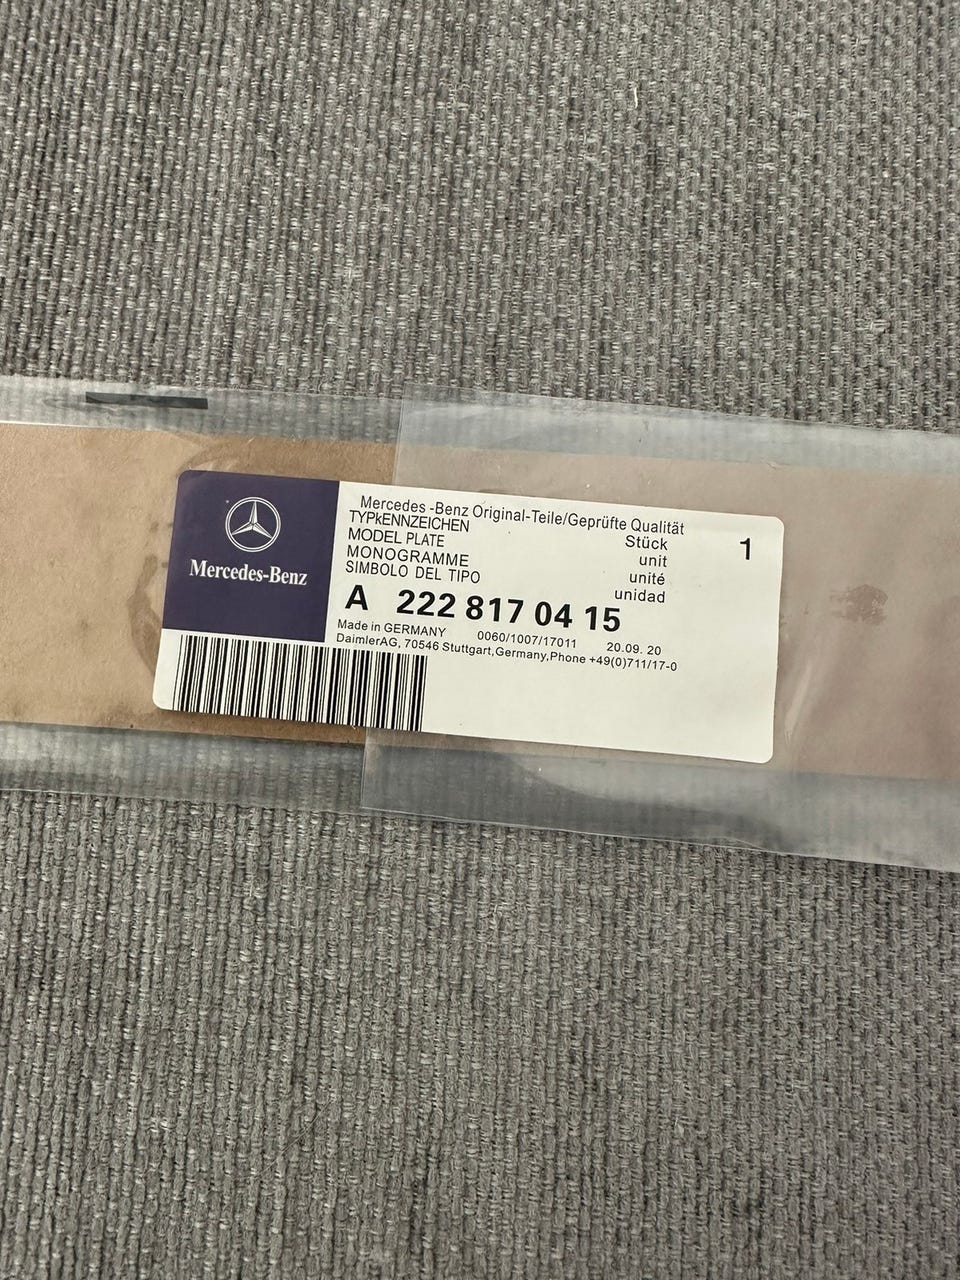 Mercedes-Benz
Mercedes -Benz Original-Teile/Geprüfte Qualität
TYPkENNZEICHEN
MODEL PLATE
MONOGRAMME
SIMBOLO DEL TIPO
Stück
unit
unité
unidad
1
A 222 817 04 15
Made in GERMANY 0060/1007/17011 20.09. 20
DaimlerAG, 70546 Stuttgart,Germany,Phone +49(0)711/17-0